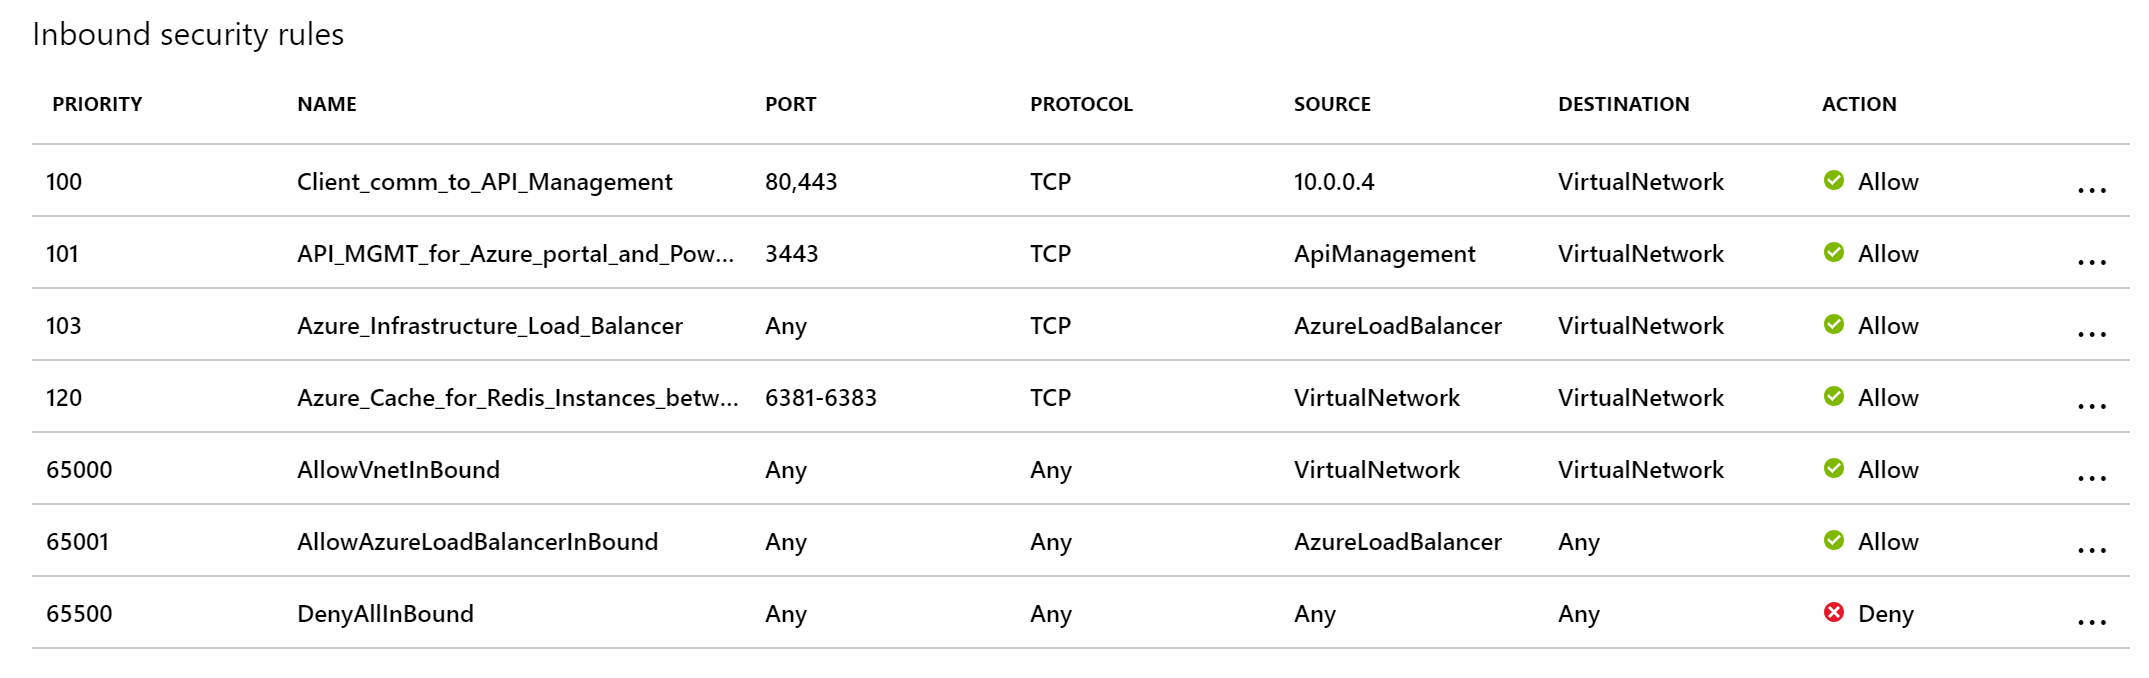 Inbound security rules
PRIORITY NAME PORT PROTOCOL SOURCE DESTINATION ACTION
100 Client_comm_to_API_Management 80,443 TCP 10.0.0.4 VirtualNetwork Allow ...
101 API_MGMT_for_Azure_portal_and_Pow... 3443 TCP ApiManagement VirtualNetwork Allow ...
103 Azure_Infrastructure_Load_Balancer Any TCP AzureLoadBalancer VirtualNetwork Allow ...
120 Azure_Cache_for_Redis_Instances_betw... 6381-6383 TCP VirtualNetwork VirtualNetwork Allow ...
65000 AllowVnetInBound Any Any VirtualNetwork VirtualNetwork Allow ...
65001 AllowAzureLoadBalancerInBound Any Any AzureLoadBalancer Any Allow ...
65500 DenyAllInBound Any Any Any Any Deny ...